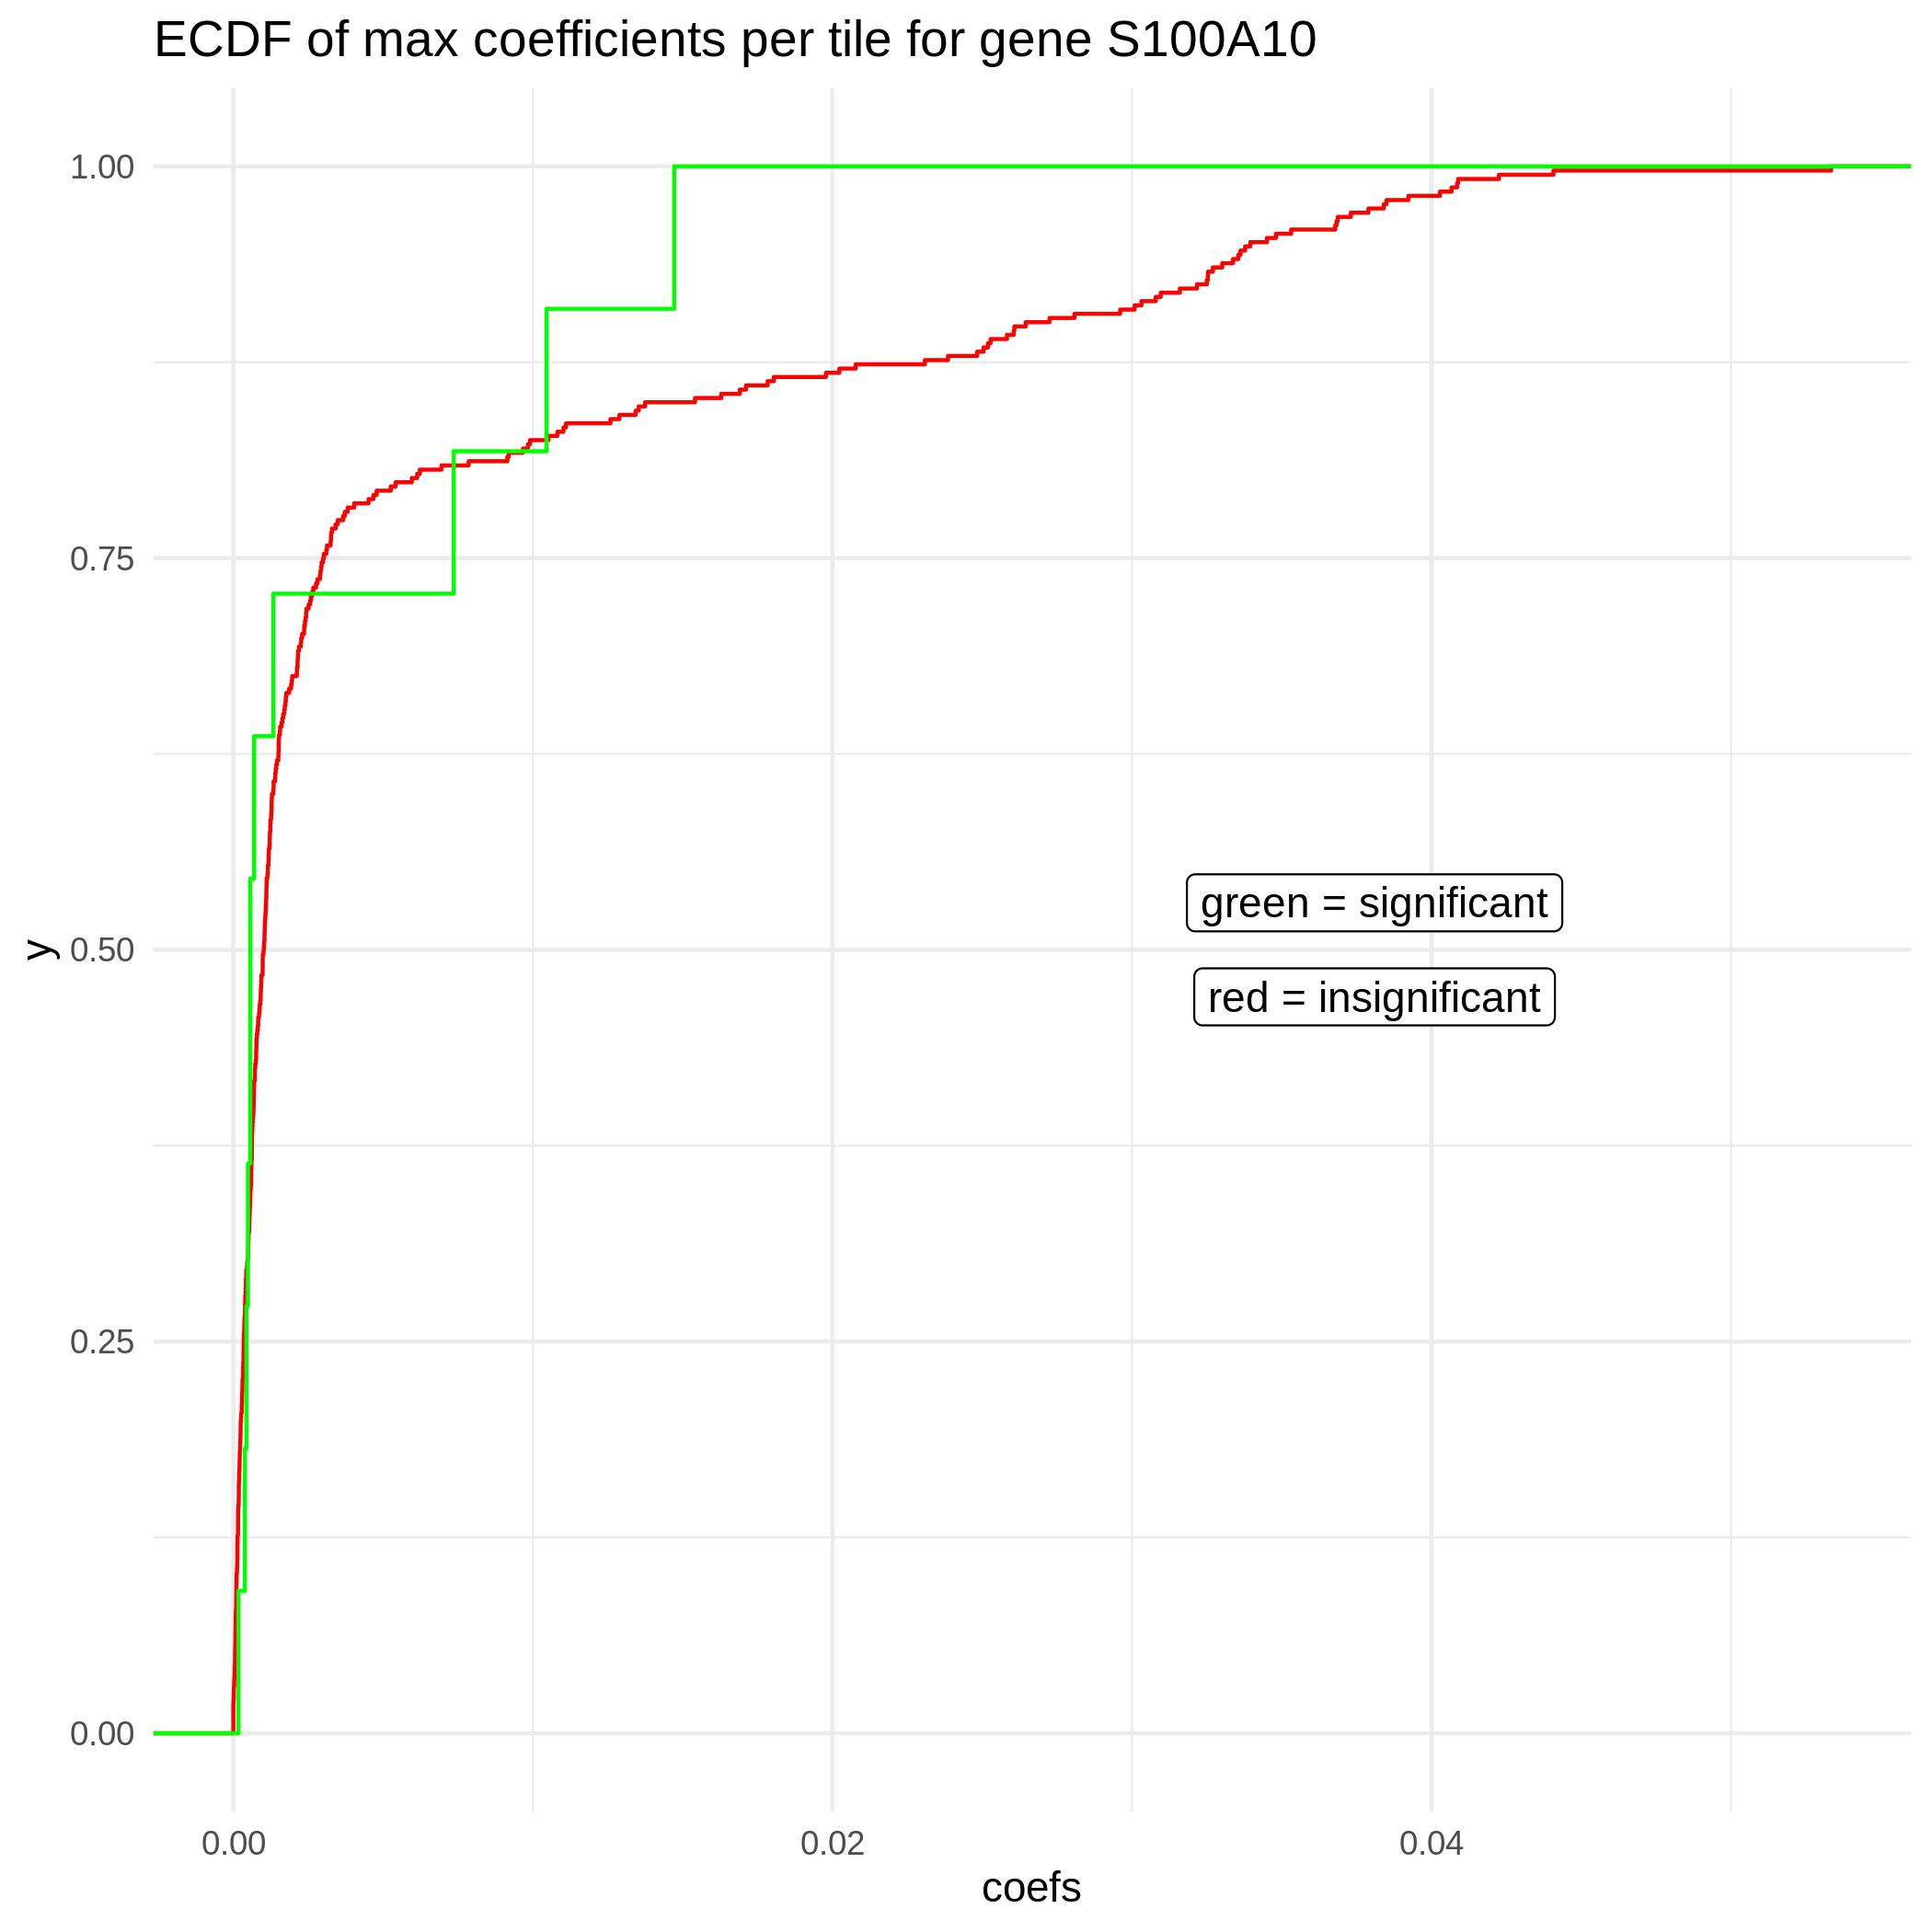 ECDF of max coefficients per tile for gene S100A10
1.00
0.75
0.50
0.25
0.00
y
green = significant
red = insignificant
0.00 0.02 0.04
coefs